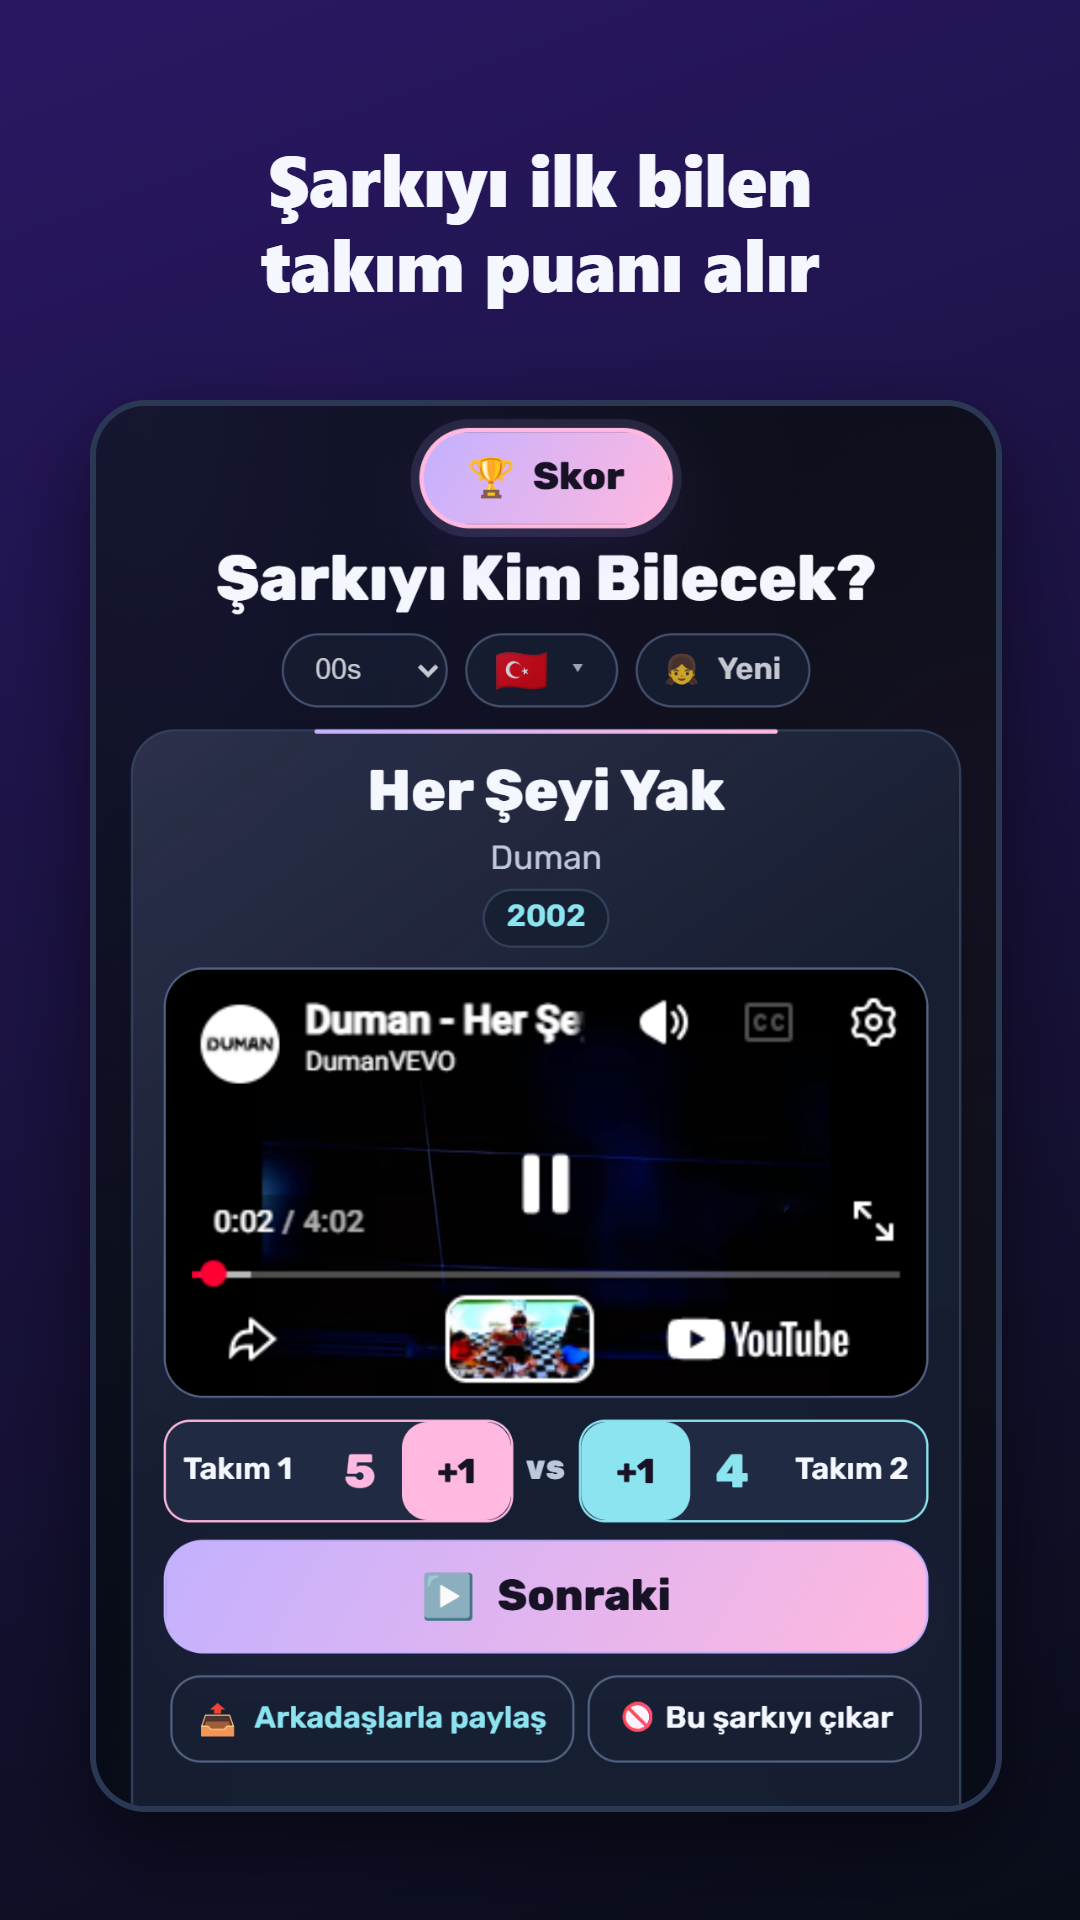 Şarkıyı ilk bilen
takım puanı alır
Skor
Şarkıyı Kim Bilecek?
00s
Yeni
Her Şeyi Yak
Duman
2002
DUMAN
Duman - Her Şe
DumanVEVO
CC
0:02 / 4:02
YouTube
Takım 1 5 +1 vs +1 4 Takım 2
Sonraki
Arkadaşlarla paylaş
Bu şarkıyı çıkar